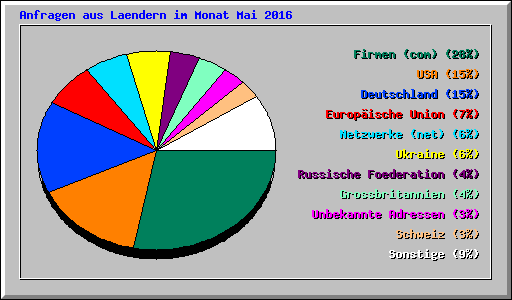 Anfragen aus Laendern im Monat Mai 2016
Firmen (com) (28%)
USA (15%)
Deutschland (15%)
Europäische Union (7%)
Netzwerke (net) (6%)
Ukraine (6%)
Russische Foederation (4%)
Grossbritannien (4%)
Unbekannte Adressen (3%)
Schweiz (3%)
Sonstige (9%)